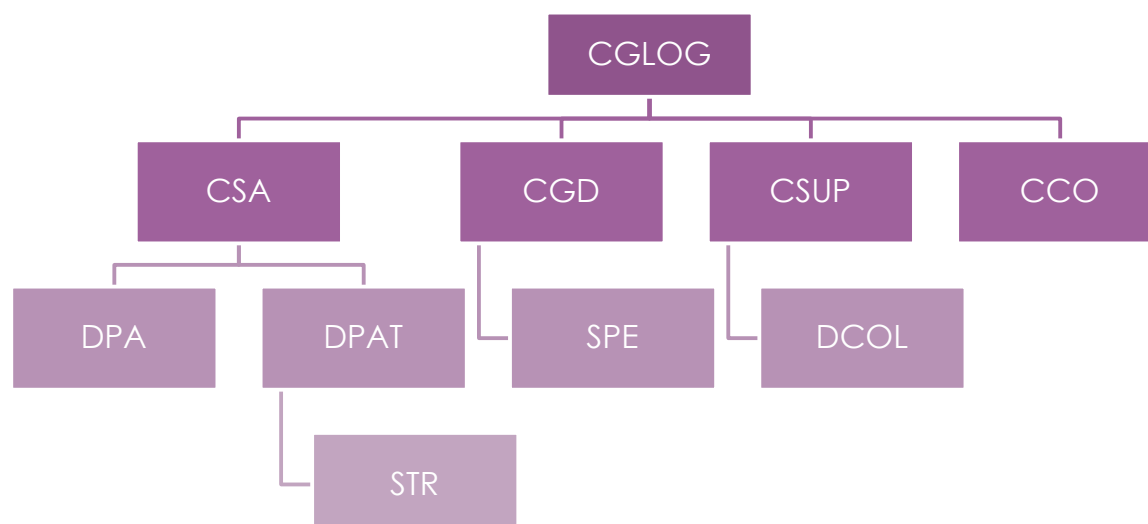 CGLOG
CSA
CGD
CSUP
CCO
DPA
DPAT
SPE
DCOL
STR